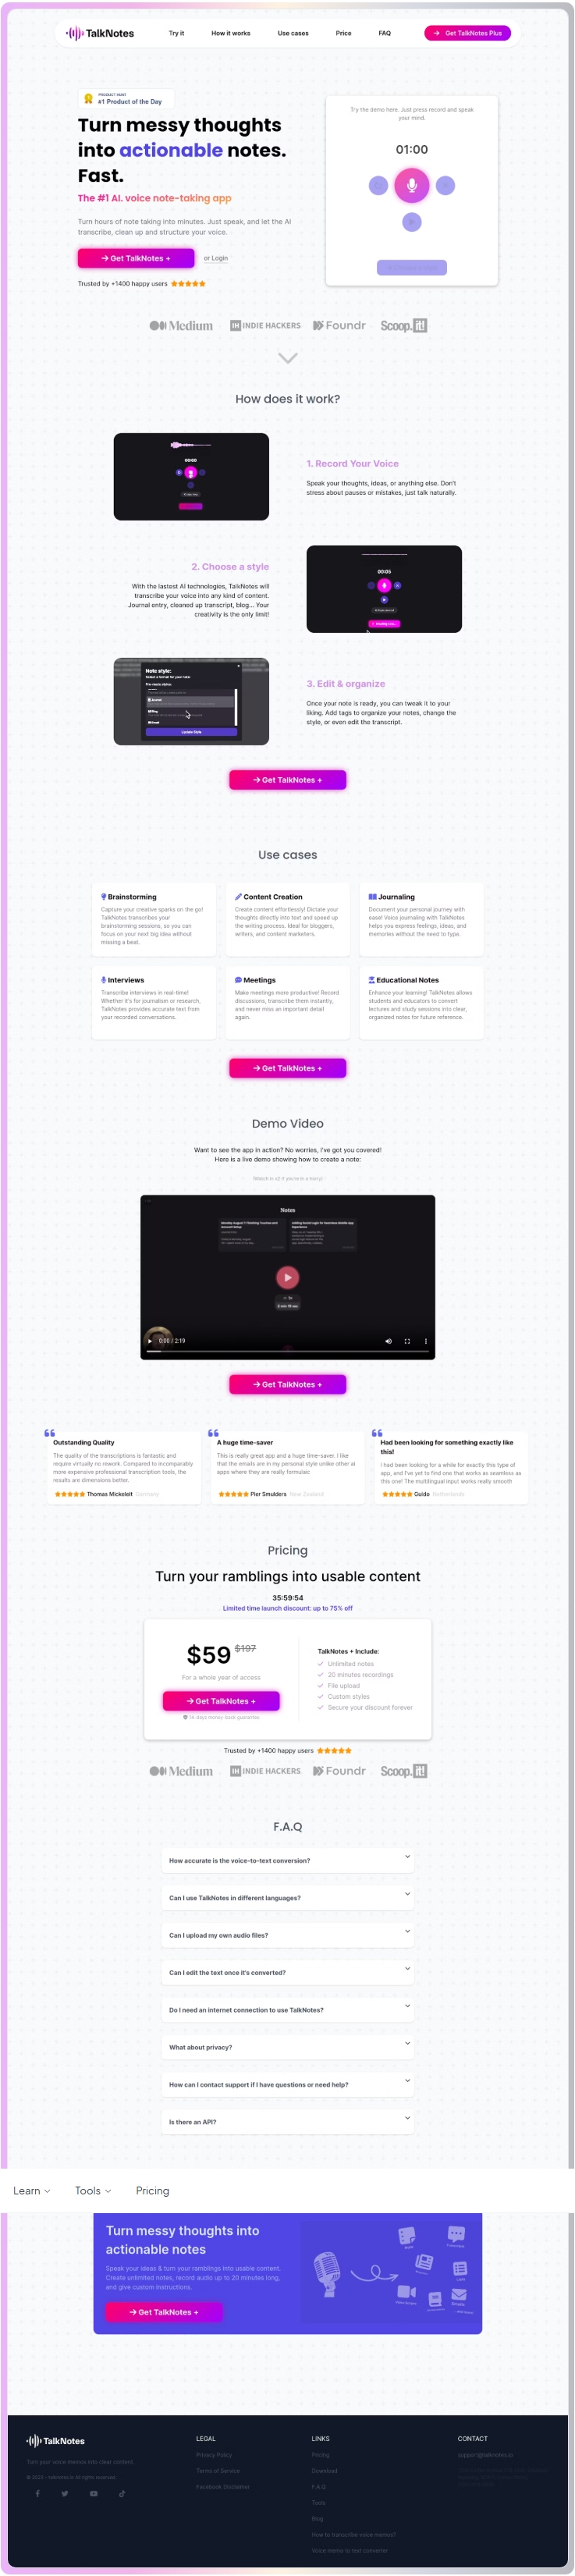 TalkNotes
Try it
How it works
Use cases
Price
FAQ
Get TalkNotes Plus
PRODUCT HUNT
#1 Product of the Day
Turn messy thoughts
into actionable notes.
Fast.
The #1 AI. voice note-taking app
Turn hours of note taking into minutes. Just speak, and let the AI
transcribe, clean up and structure your voice.
Get TalkNotes +
or Login
Trusted by +1400 happy users
Try the demo here. Just press record and speak
your mind.
01:00
Medium
INDIE HACKERS
Foundr
Scoop.it!
How does it work?
00:00
1. Record Your Voice
Speak your thoughts, ideas, or anything else. Don't
stress about pauses or mistakes, just talk naturally.
2. Choose a style
With the lastest AI technologies, TalkNotes will
transcribe your voice into any kind of content.
Journal entry, cleaned up transcript, blog... Your
creativity is the only limit!
00:05
Note style:
3. Edit & organize
Once your note is ready, you can tweak it to your
liking. Add tags to organize your notes, change the
style, or even edit the transcript.
Get TalkNotes +
Use cases
Brainstorming
Capture your creative sparks on the go!
TalkNotes transcribes your
brainstorming sessions, so you can
focus on your next big idea without
missing a beat.
Content Creation
Create content effortlessly! Dictate your
thoughts directly into text and speed up
the writing process. Ideal for bloggers,
writers, and content marketers.
Journaling
Document your personal journey with
ease! Voice journaling with TalkNotes
helps you express feelings, ideas, and
memories without the need to type.
Interviews
Transcribe interviews in real-time!
Whether it's for journalism or research,
TalkNotes provides accurate text from
your recorded conversations.
Meetings
Make meetings more productive! Record
discussions, transcribe them instantly,
and never miss an important detail
again.
Educational Notes
Enhance your learning! TalkNotes allows
students and educators to convert
lectures and study sessions into clear,
organized notes for future reference.
Get TalkNotes +
Demo Video
Want to see the app in action? No worries, I've got you covered!
Here is a live demo showing how to create a note:
(Watch in x2 if you're in a hurry)
Notes
0:00 / 2:19
Get TalkNotes +
Outstanding Quality
The quality of the transcriptions is fantastic and
require virtually no rework. Compared to incomparably
more expensive professional transcription tools, the
results are dimensions better.
Thomas Mickeleit Germany
A huge time-saver
This is really great app and a huge time-saver. I like
that the emails are in my personal style unlike other ai
apps where they are really formulaic
Pier Smulders New Zealand
Had been looking for something exactly like
this!
I had been looking for a while for exactly this type of
app, and I've yet to find one that works as seamless as
this one! The multilingual input works really smooth
Guido Netherlands
Pricing
Turn your ramblings into usable content
35:59:54
Limited time launch discount: up to 75% off
$59 $197
For a whole year of access
Get TalkNotes +
14 days money-back guarantee
TalkNotes + Include:
Unlimited notes
20 minutes recordings
File upload
Custom styles
Secure your discount forever
Trusted by +1400 happy users
Medium
INDIE HACKERS
Foundr
Scoop.it!
F.A.Q
How accurate is the voice-to-text conversion?
Can I use TalkNotes in different languages?
Can I upload my own audio files?
Can I edit the text once it's converted?
Do I need an internet connection to use TalkNotes?
What about privacy?
How can I contact support if I have questions or need help?
Is there an API?
Learn
Tools
Pricing
Turn messy thoughts into
actionable notes
Speak your ideas & turn your ramblings into usable content.
Create unlimited notes, record audio up to 20 minutes long,
and give custom instructions.
Get TalkNotes +
TalkNotes
Turn your voice memos into clear content
LEGAL
Privacy Policy
Terms of Service
Facebook Disclaimer
LINKS
Pricing
Download
F.A.Q
Tools
Blog
How to transcribe voice memos?
Voice memo to text converter
CONTACT
support@talknotes.io